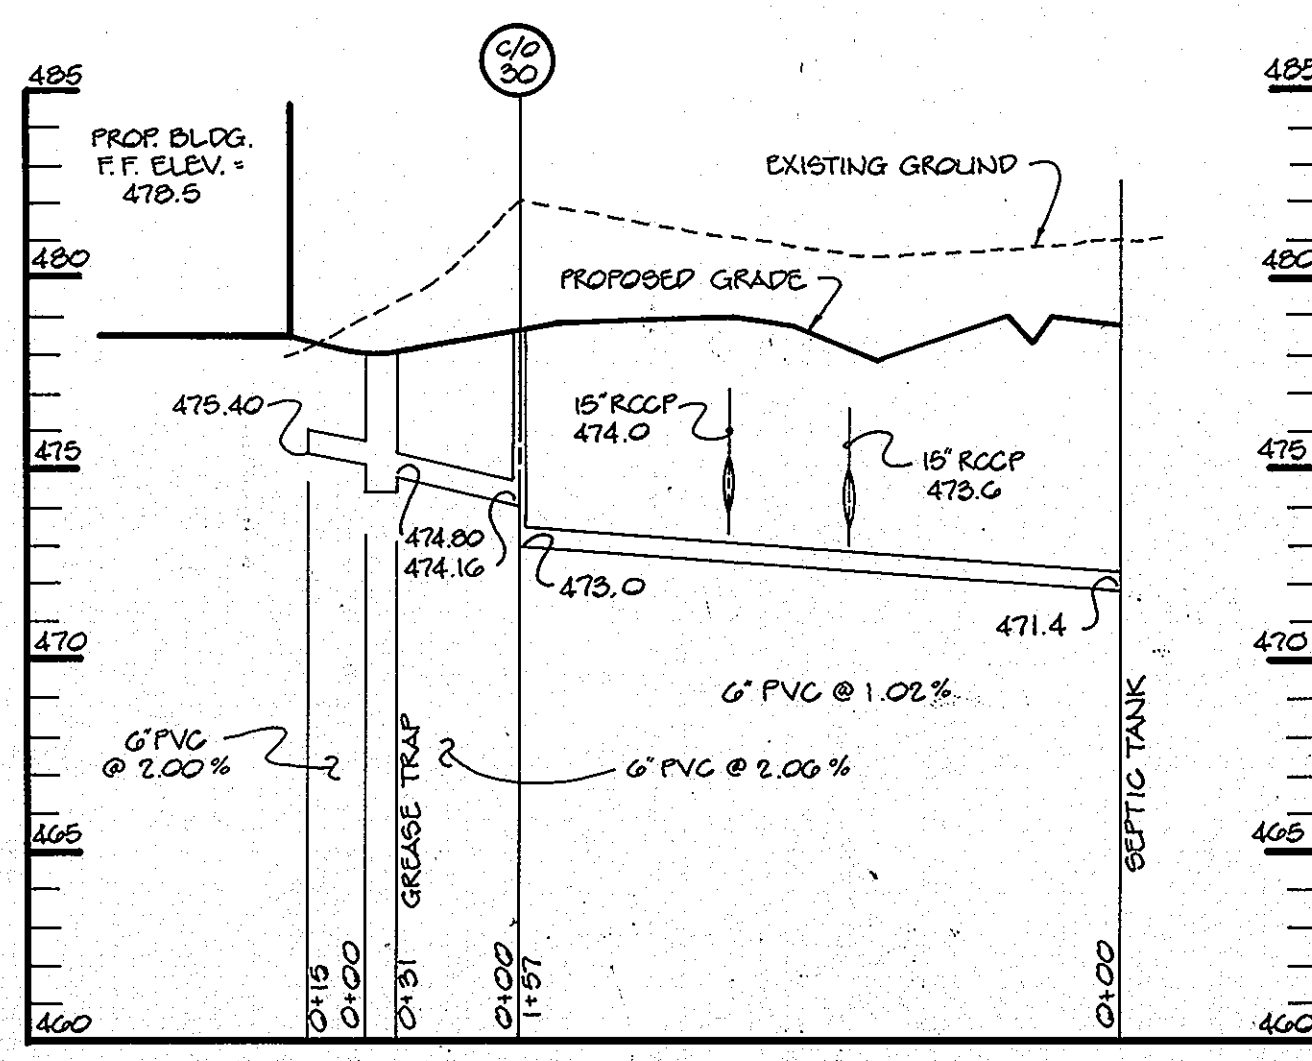 C/O
30
485
485
PROP. BLDG.
F.F. ELEV. =
478.5
EXISTING GROUND
480
480
PROPOSED GRADE
475.40
15" RCCP
474.0
15" RCCP
473.6
475
475
474.80
474.16
473.0
471.4
470
470
6" PVC @ 1.02%
6" PVC
@ 2.00%
6" PVC @ 2.06%
GREASE TRAP
SEPTIC TANK
465
465
0+15
0+00
0+31
0+00
1+57
0+00
460
460